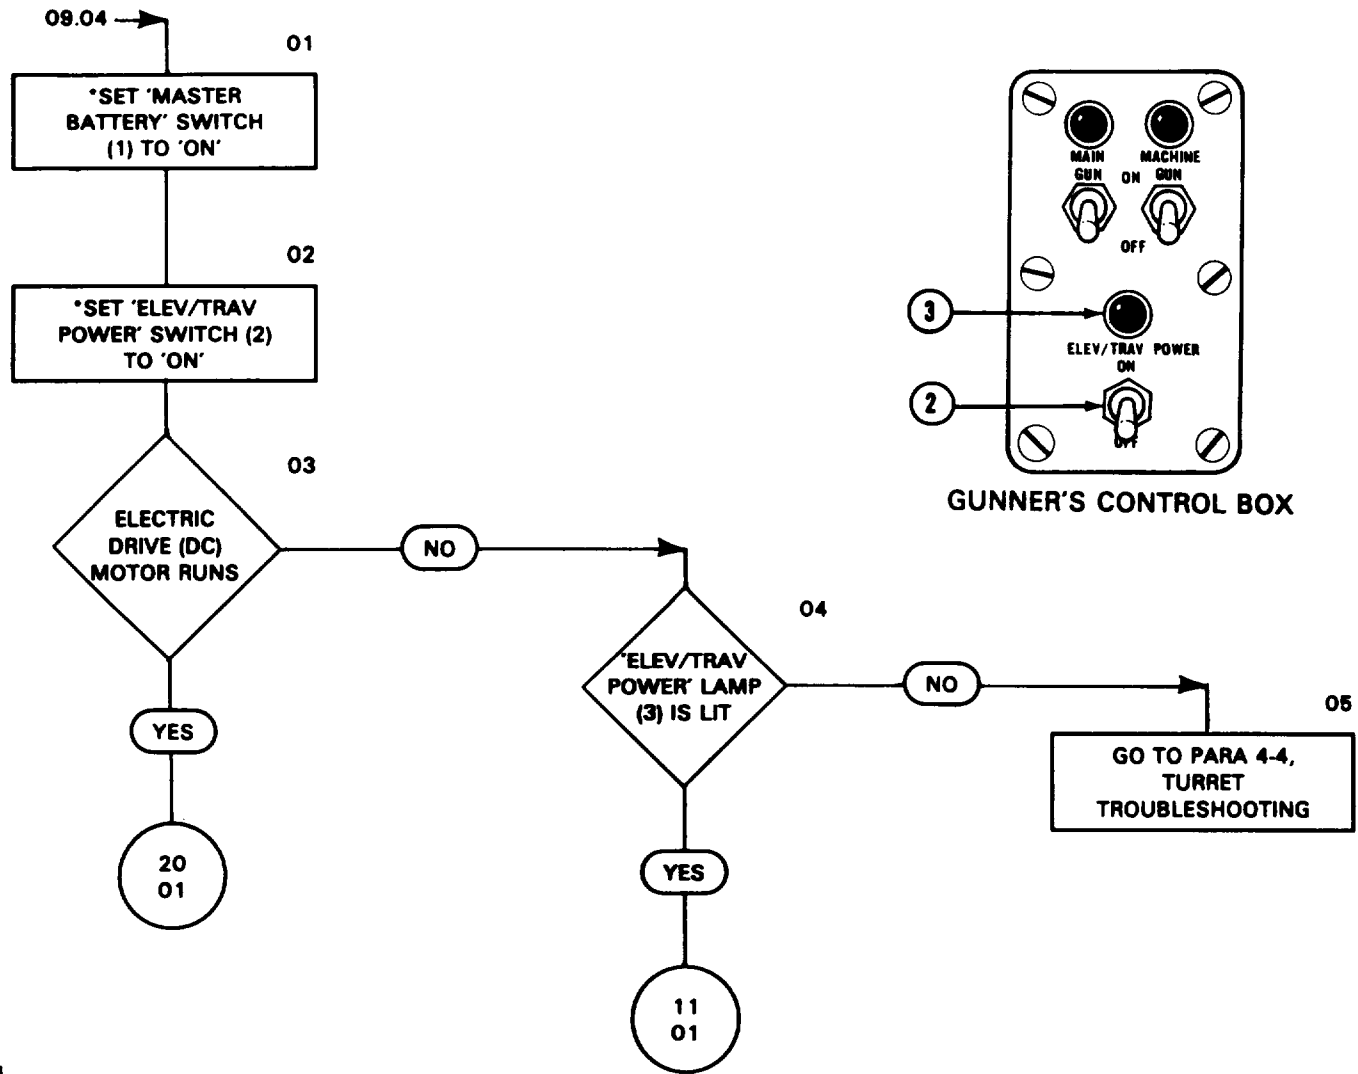 09.04
01
*SET 'MASTER
BATTERY' SWITCH
(1) TO 'ON'
02
*SET 'ELEV/TRAV
POWER' SWITCH (2)
TO 'ON'
03
ELECTRIC
DRIVE (DC)
MOTOR RUNS
NO
YES
20
01
04
'ELEV/TRAV
POWER' LAMP
(3) IS LIT
NO
YES
11
01
05
GO TO PARA 4-4,
TURRET
TROUBLESHOOTING
MAIN GUN
MACHINE GUN
ON
OFF
3
ELEV/TRAV POWER
ON
2
OFF
GUNNER'S CONTROL BOX